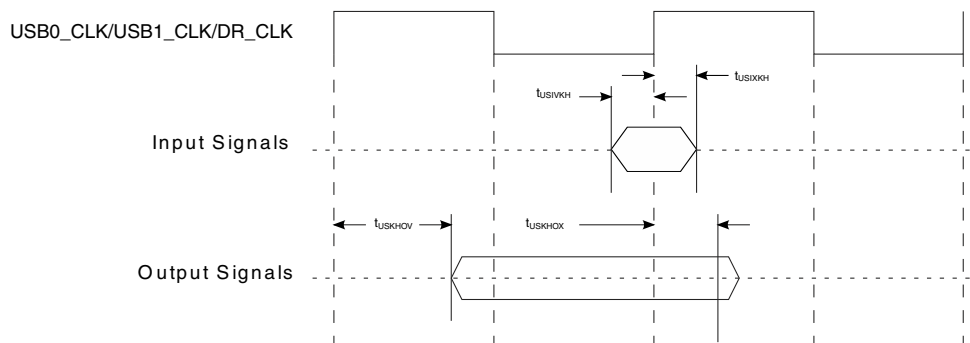 USB0_CLK/USB1_CLK/DR_CLK
tUSIXKH
tUSIVKH
Input Signals
tUSKHOV
tUSKHOX
Output Signals